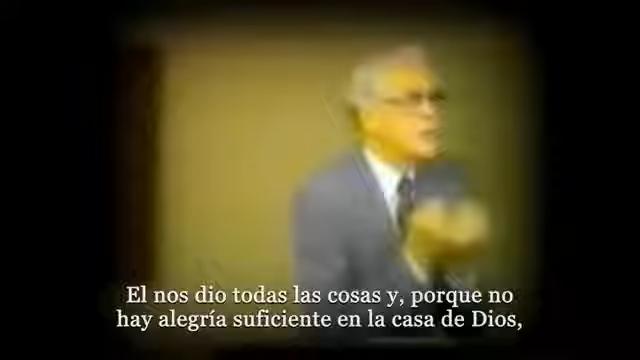 El nos dio todas las cosas y, porque no
hay alegría suficiente en la casa de Dios,